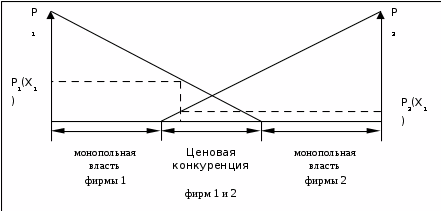 P
1
P
2
P1(X1
)
P2(X1
)
монопольная
власть
фирмы 1
Ценовая
конкуренция
фирм 1 и 2
монопольная
власть
фирмы 2